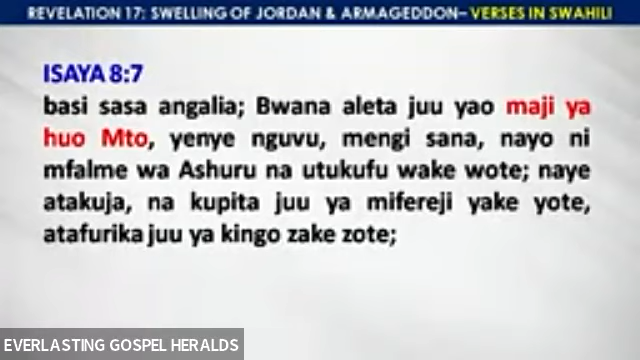 REVELATION 17: SWELLING OF JORDAN & ARMAGEDDON– VERSES IN SWAHILI
ISAYA 8:7
basi sasa angalia; Bwana aleta juu yao maji ya
huo Mto, yenye nguvu, mengi sana, nayo ni
mfalme wa Ashuru na utukufu wake wote; naye
atakuja, na kupita juu ya mifereji yake yote,
atafurika juu ya kingo zake zote;
EVERLASTING GOSPEL HERALDS